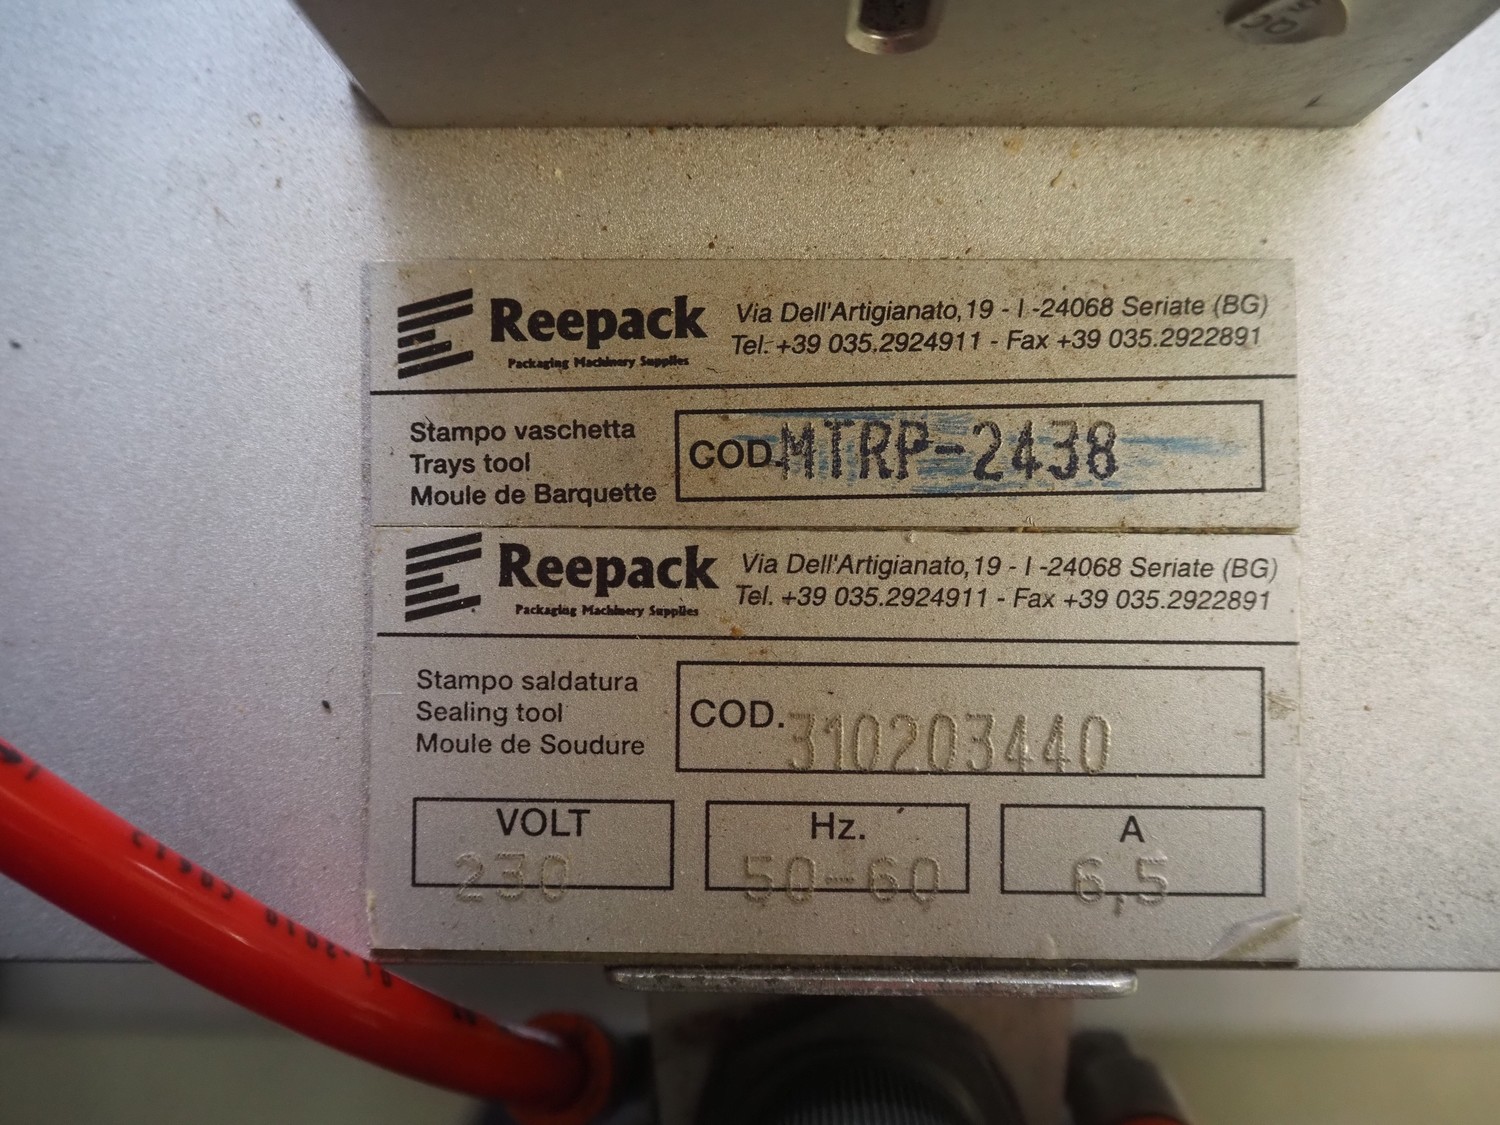 Reepack
Packaging Machinery Supplies
Via Dell'Artigianato, 19 - I -24068 Seriate (BG)
Tel. +39 035.2924911 - Fax +39 035.2922891
Stampo vaschetta
Trays tool
Moule de Barquette
COD. MTRP-2438
Reepack
Packaging Machinery Supplies
Via Dell'Artigianato, 19 - I -24068 Seriate (BG)
Tel. +39 035.2924911 - Fax +39 035.2922891
Stampo saldatura
Sealing tool
Moule de Soudure
COD. 310203440
VOLT
230
Hz.
50-60
A
6,5